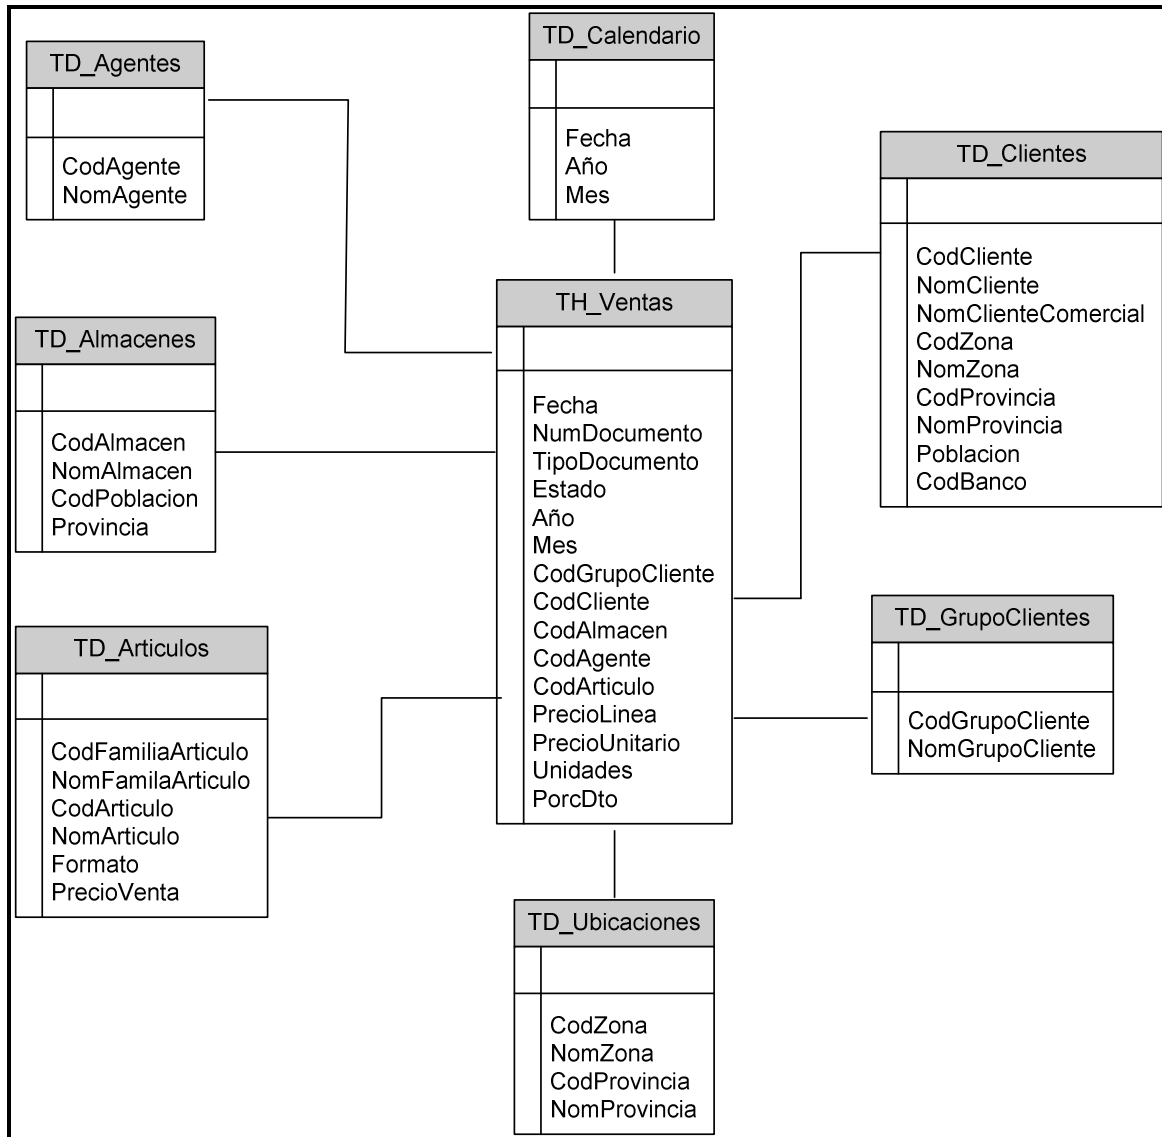 TD_Agentes
CodAgente
NomAgente
TD_Calendario
Fecha
Año
Mes
TD_Clientes
CodCliente
NomCliente
NomClienteComercial
CodZona
NomZona
CodProvincia
NomProvincia
Poblacion
CodBanco
TD_Almacenes
CodAlmacen
NomAlmacen
CodPoblacion
Provincia
TH_Ventas
Fecha
NumDocumento
TipoDocumento
Estado
Año
Mes
CodGrupoCliente
CodCliente
CodAlmacen
CodAgente
CodArticulo
PrecioLinea
PrecioUnitario
Unidades
PorcDto
TD_GrupoClientes
CodGrupoCliente
NomGrupoCliente
TD_Articulos
CodFamiliaArticulo
NomFamilaArticulo
CodArticulo
NomArticulo
Formato
PrecioVenta
TD_Ubicaciones
CodZona
NomZona
CodProvincia
NomProvincia